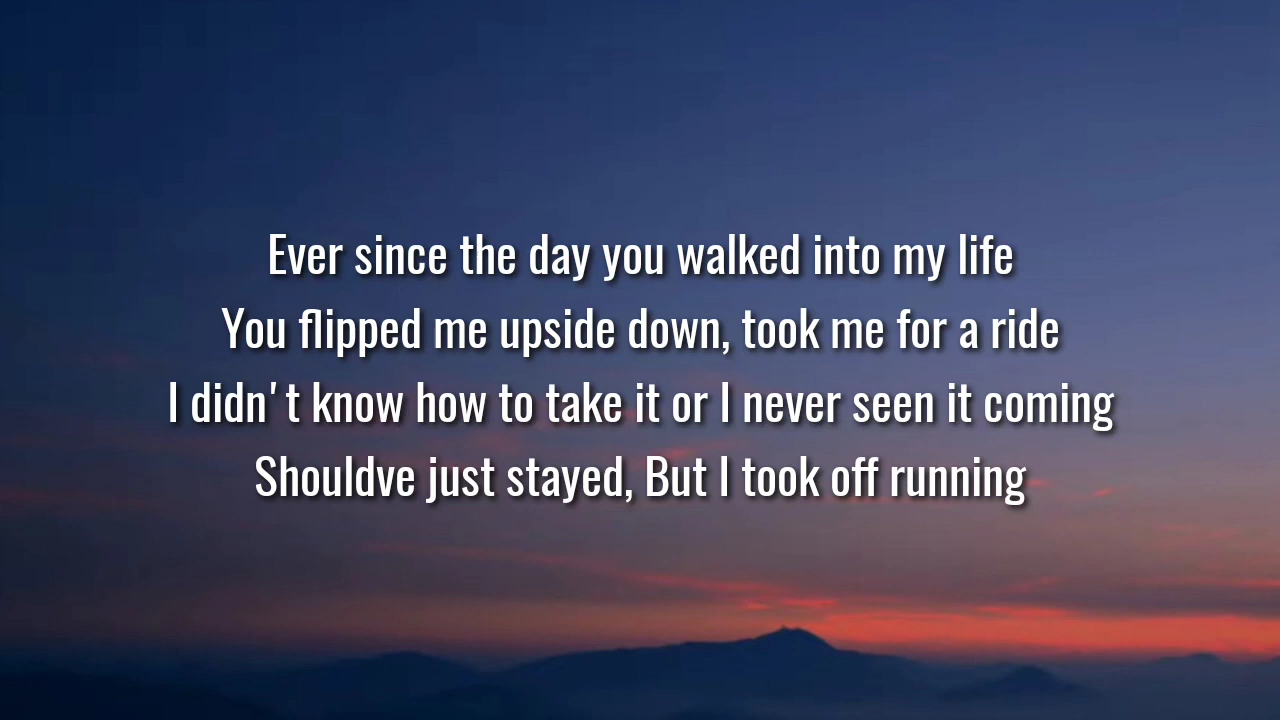 Ever since the day you walked into my life
You flipped me upside down, took me for a ride
I didn't know how to take it or I never seen it coming
Shouldve just stayed, But I took off running